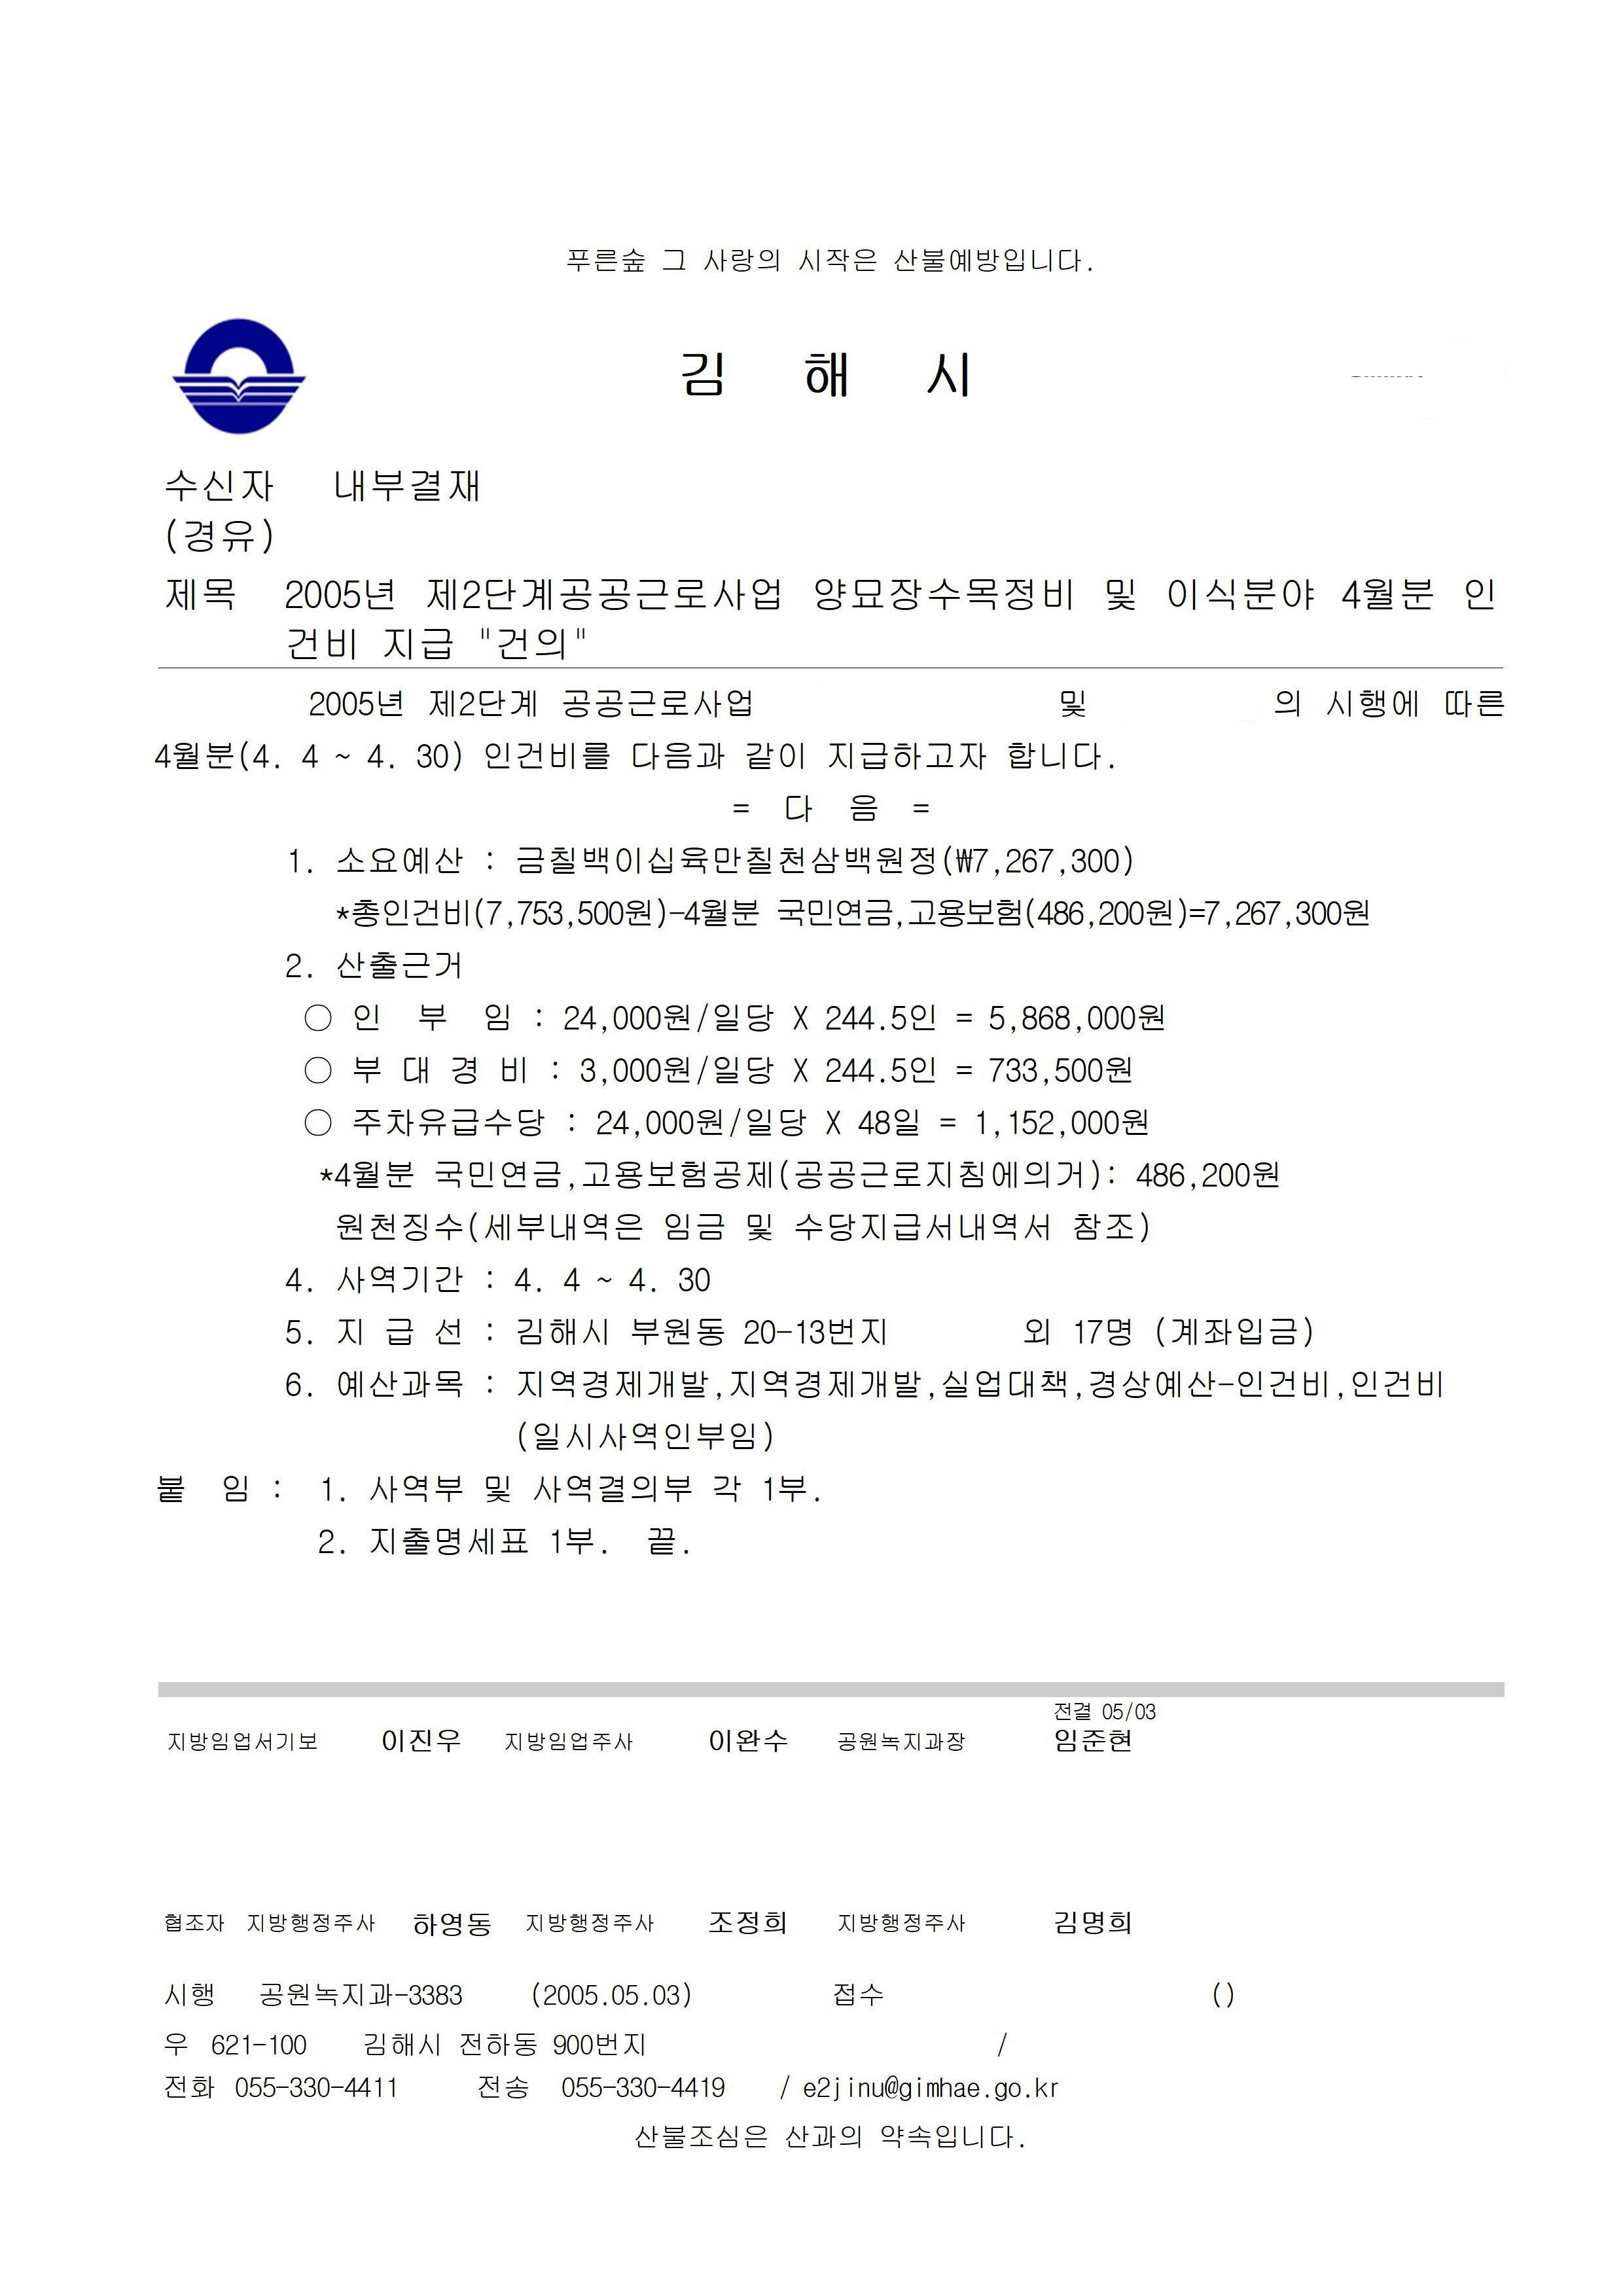 푸른숲 그 사랑의 시작은 산불예방입니다.
김 해 시
수신자 내부결재
(경유)
제목 2005년 제2단계공공근로사업 양묘장수목정비 및 이식분야 4월분 인
건비 지급 "건의"
2005년 제2단계 공공근로사업 및 의 시행에 따른
4월분(4. 4 ~ 4. 30) 인건비를 다음과 같이 지급하고자 합니다.
= 다 음 =
1. 소요예산 : 금칠백이십육만칠천삼백원정(₩7,267,300)
*총인건비(7,753,500원)-4월분 국민연금,고용보험(486,200원)=7,267,300원
2. 산출근거
○ 인 부 임 : 24,000원/일당 X 244.5인 = 5,868,000원
○ 부 대 경 비 : 3,000원/일당 X 244.5인 = 733,500원
○ 주차유급수당 : 24,000원/일당 X 48일 = 1,152,000원
*4월분 국민연금,고용보험공제(공공근로지침에의거): 486,200원
원천징수(세부내역은 임금 및 수당지급서내역서 참조)
4. 사역기간 : 4. 4 ~ 4. 30
5. 지 급 선 : 김해시 부원동 20-13번지 외 17명 (계좌입금)
6. 예산과목 : 지역경제개발,지역경제개발,실업대책,경상예산-인건비,인건비
(일시사역인부임)
붙 임 : 1. 사역부 및 사역결의부 각 1부.
2. 지출명세표 1부. 끝.
전결 05/03
지방임업서기보 이진우 지방임업주사 이완수 공원녹지과장 임준현
협조자 지방행정주사 하영동 지방행정주사 조정희 지방행정주사 김명희
시행 공원녹지과-3383 (2005.05.03) 접수 ()
우 621-100 김해시 전하동 900번지 /
전화 055-330-4411 전송 055-330-4419 / e2jinu@gimhae.go.kr
산불조심은 산과의 약속입니다.